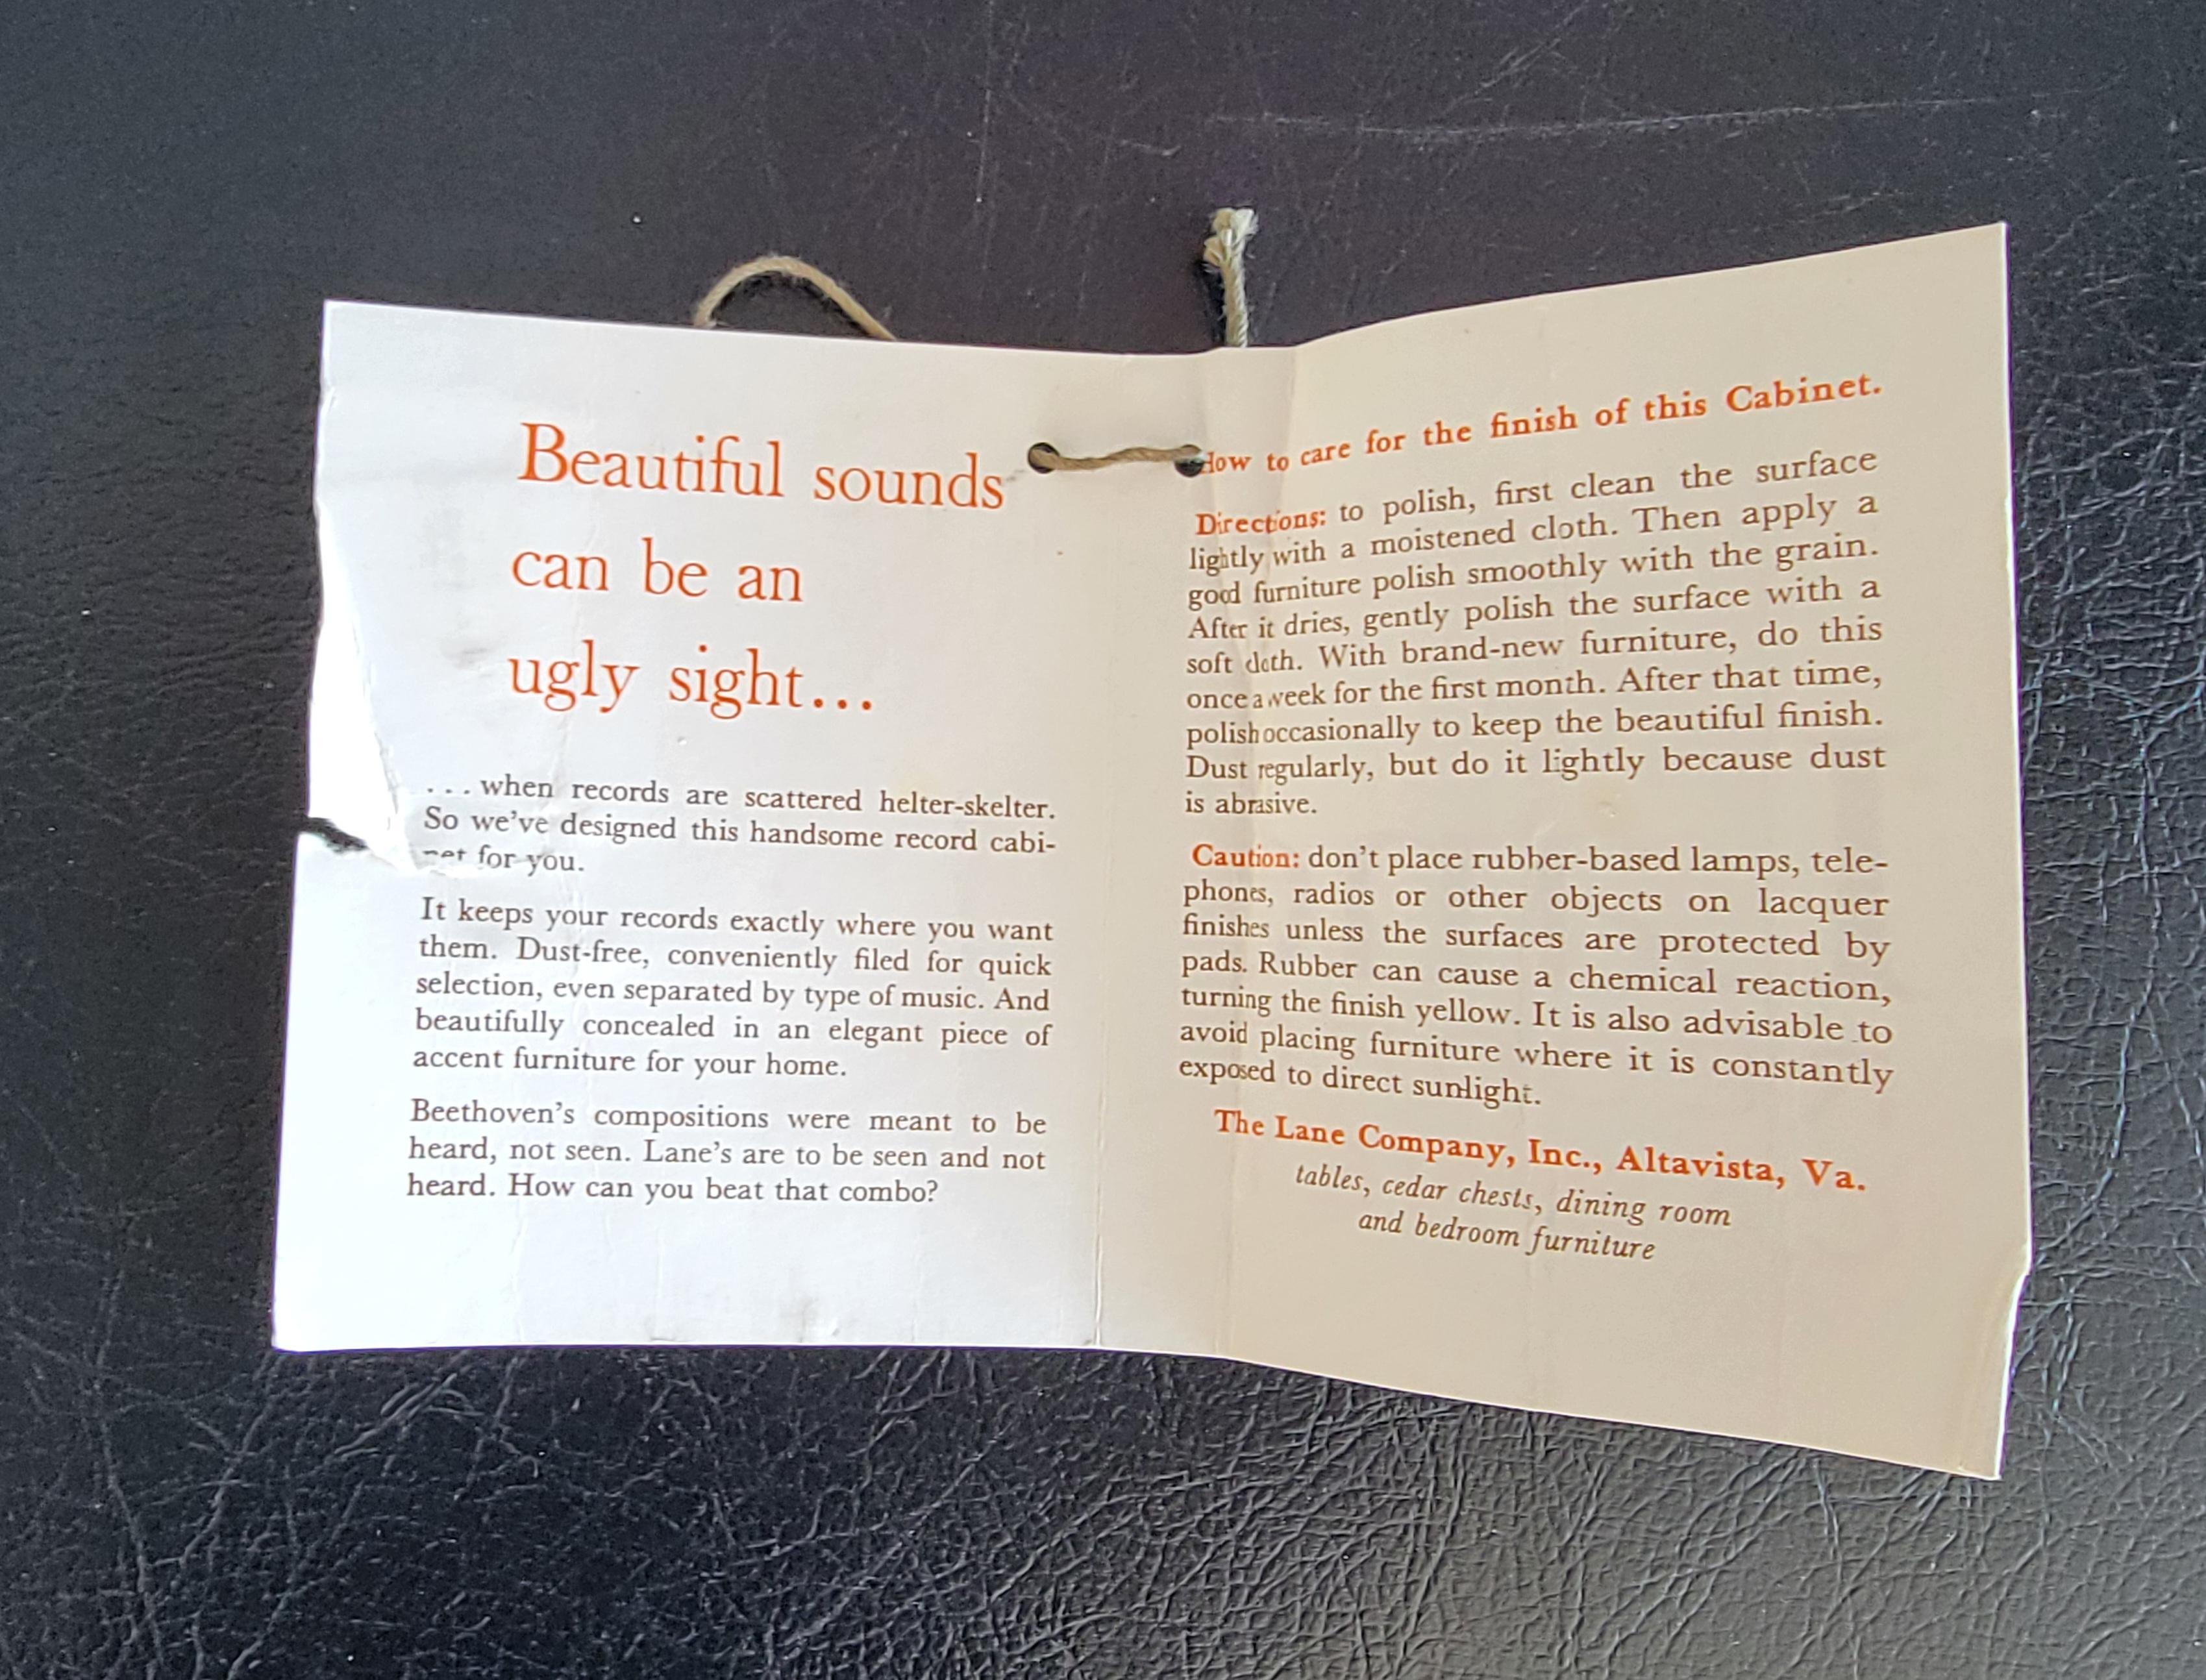 Beautiful sounds
can be an
ugly sight...
... when records are scattered helter-skelter.
So we've designed this handsome record cabi-
net for you.
It keeps your records exactly where you want
them. Dust-free, conveniently filed for quick
selection, even separated by type of music. And
beautifully concealed in an elegant piece of
accent furniture for your home.
Beethoven's compositions were meant to be
heard, not seen. Lane's are to be seen and not
heard. How can you beat that combo?
How to care for the finish of this Cabinet.
Directions: to polish, first clean the surface
lightly with a moistened cloth. Then apply a
good furniture polish smoothly with the grain.
After it dries, gently polish the surface with a
soft cloth. With brand-new furniture, do this
once a week for the first month. After that time,
polish occasionally to keep the beautiful finish.
Dust regularly, but do it lightly because dust
is abrasive.
Caution: don't place rubber-based lamps, tele-
phones, radios or other objects on lacquer
finishes unless the surfaces are protected by
pads. Rubber can cause a chemical reaction,
turning the finish yellow. It is also advisable to
avoid placing furniture where it is constantly
exposed to direct sunlight.
The Lane Company, Inc., Altavista, Va.
tables, cedar chests, dining room
and bedroom furniture